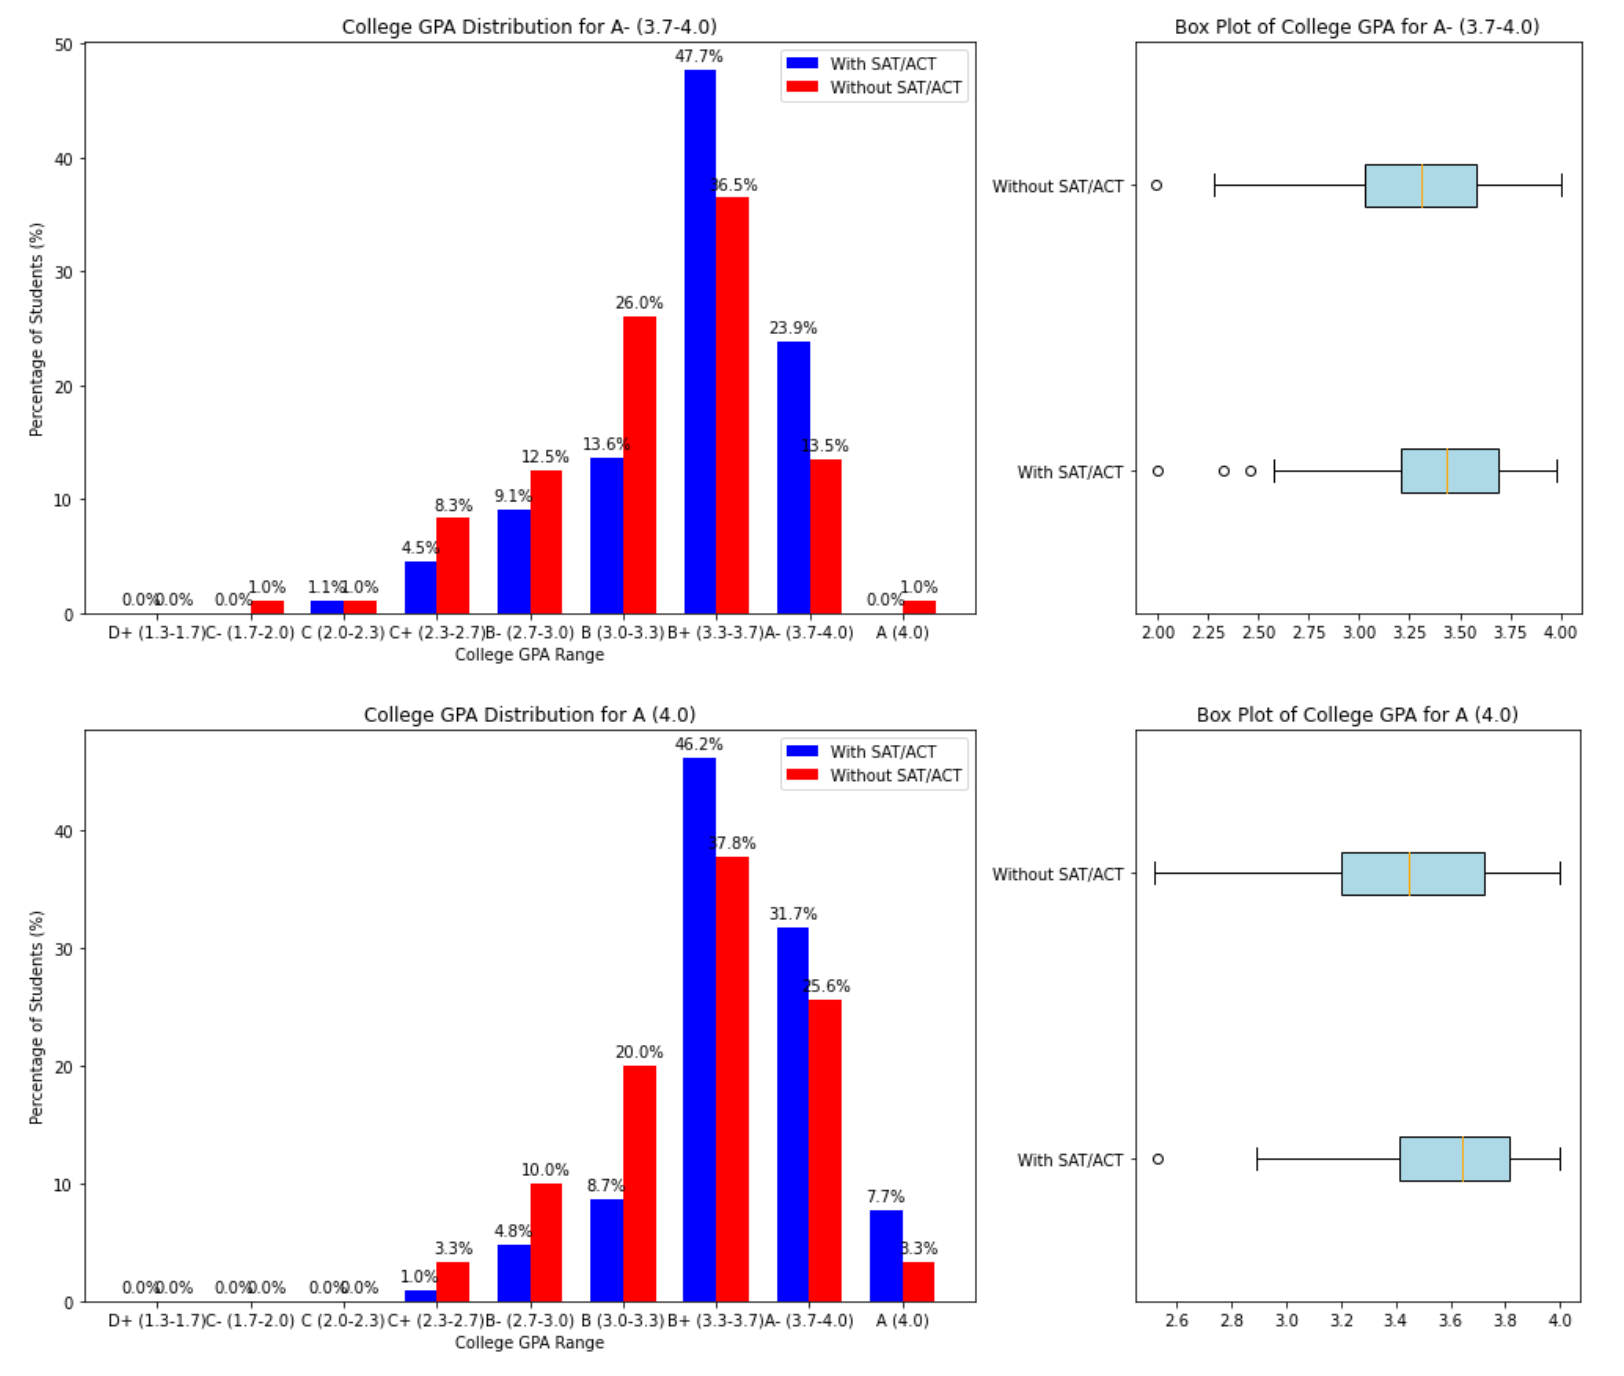 College GPA Distribution for A- (3.7-4.0)
With SAT/ACT
Without SAT/ACT
Percentage of Students (%)
50
40
30
20
10
0
0.0% 0.0% 0.0% 1.0% 1.1% 1.0% 4.5% 8.3% 9.1% 12.5% 13.6% 26.0% 47.7% 36.5% 23.9% 13.5% 0.0% 1.0%
D+ (1.3-1.7) C- (1.7-2.0) C (2.0-2.3) C+ (2.3-2.7) B- (2.7-3.0) B (3.0-3.3) B+ (3.3-3.7) A- (3.7-4.0) A (4.0)
College GPA Range
Box Plot of College GPA for A- (3.7-4.0)
Without SAT/ACT
With SAT/ACT
2.00 2.25 2.50 2.75 3.00 3.25 3.50 3.75 4.00
College GPA Distribution for A (4.0)
With SAT/ACT
Without SAT/ACT
Percentage of Students (%)
40
30
20
10
0
0.0% 0.0% 0.0% 0.0% 0.0% 0.0% 1.0% 3.3% 4.8% 10.0% 8.7% 20.0% 46.2% 37.8% 31.7% 25.6% 7.7% 3.3%
D+ (1.3-1.7) C- (1.7-2.0) C (2.0-2.3) C+ (2.3-2.7) B- (2.7-3.0) B (3.0-3.3) B+ (3.3-3.7) A- (3.7-4.0) A (4.0)
College GPA Range
Box Plot of College GPA for A (4.0)
Without SAT/ACT
With SAT/ACT
2.6 2.8 3.0 3.2 3.4 3.6 3.8 4.0